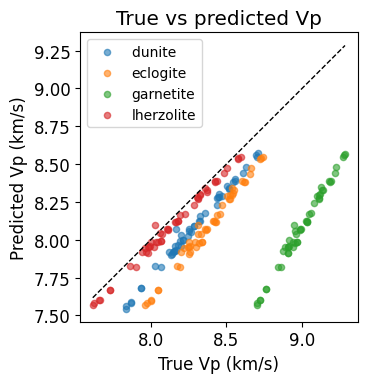 True vs predicted Vp
dunite
eclogite
garnetite
lherzolite
Predicted Vp (km/s)
9.25
9.00
8.75
8.50
8.25
8.00
7.75
7.50
8.0 8.5 9.0
True Vp (km/s)